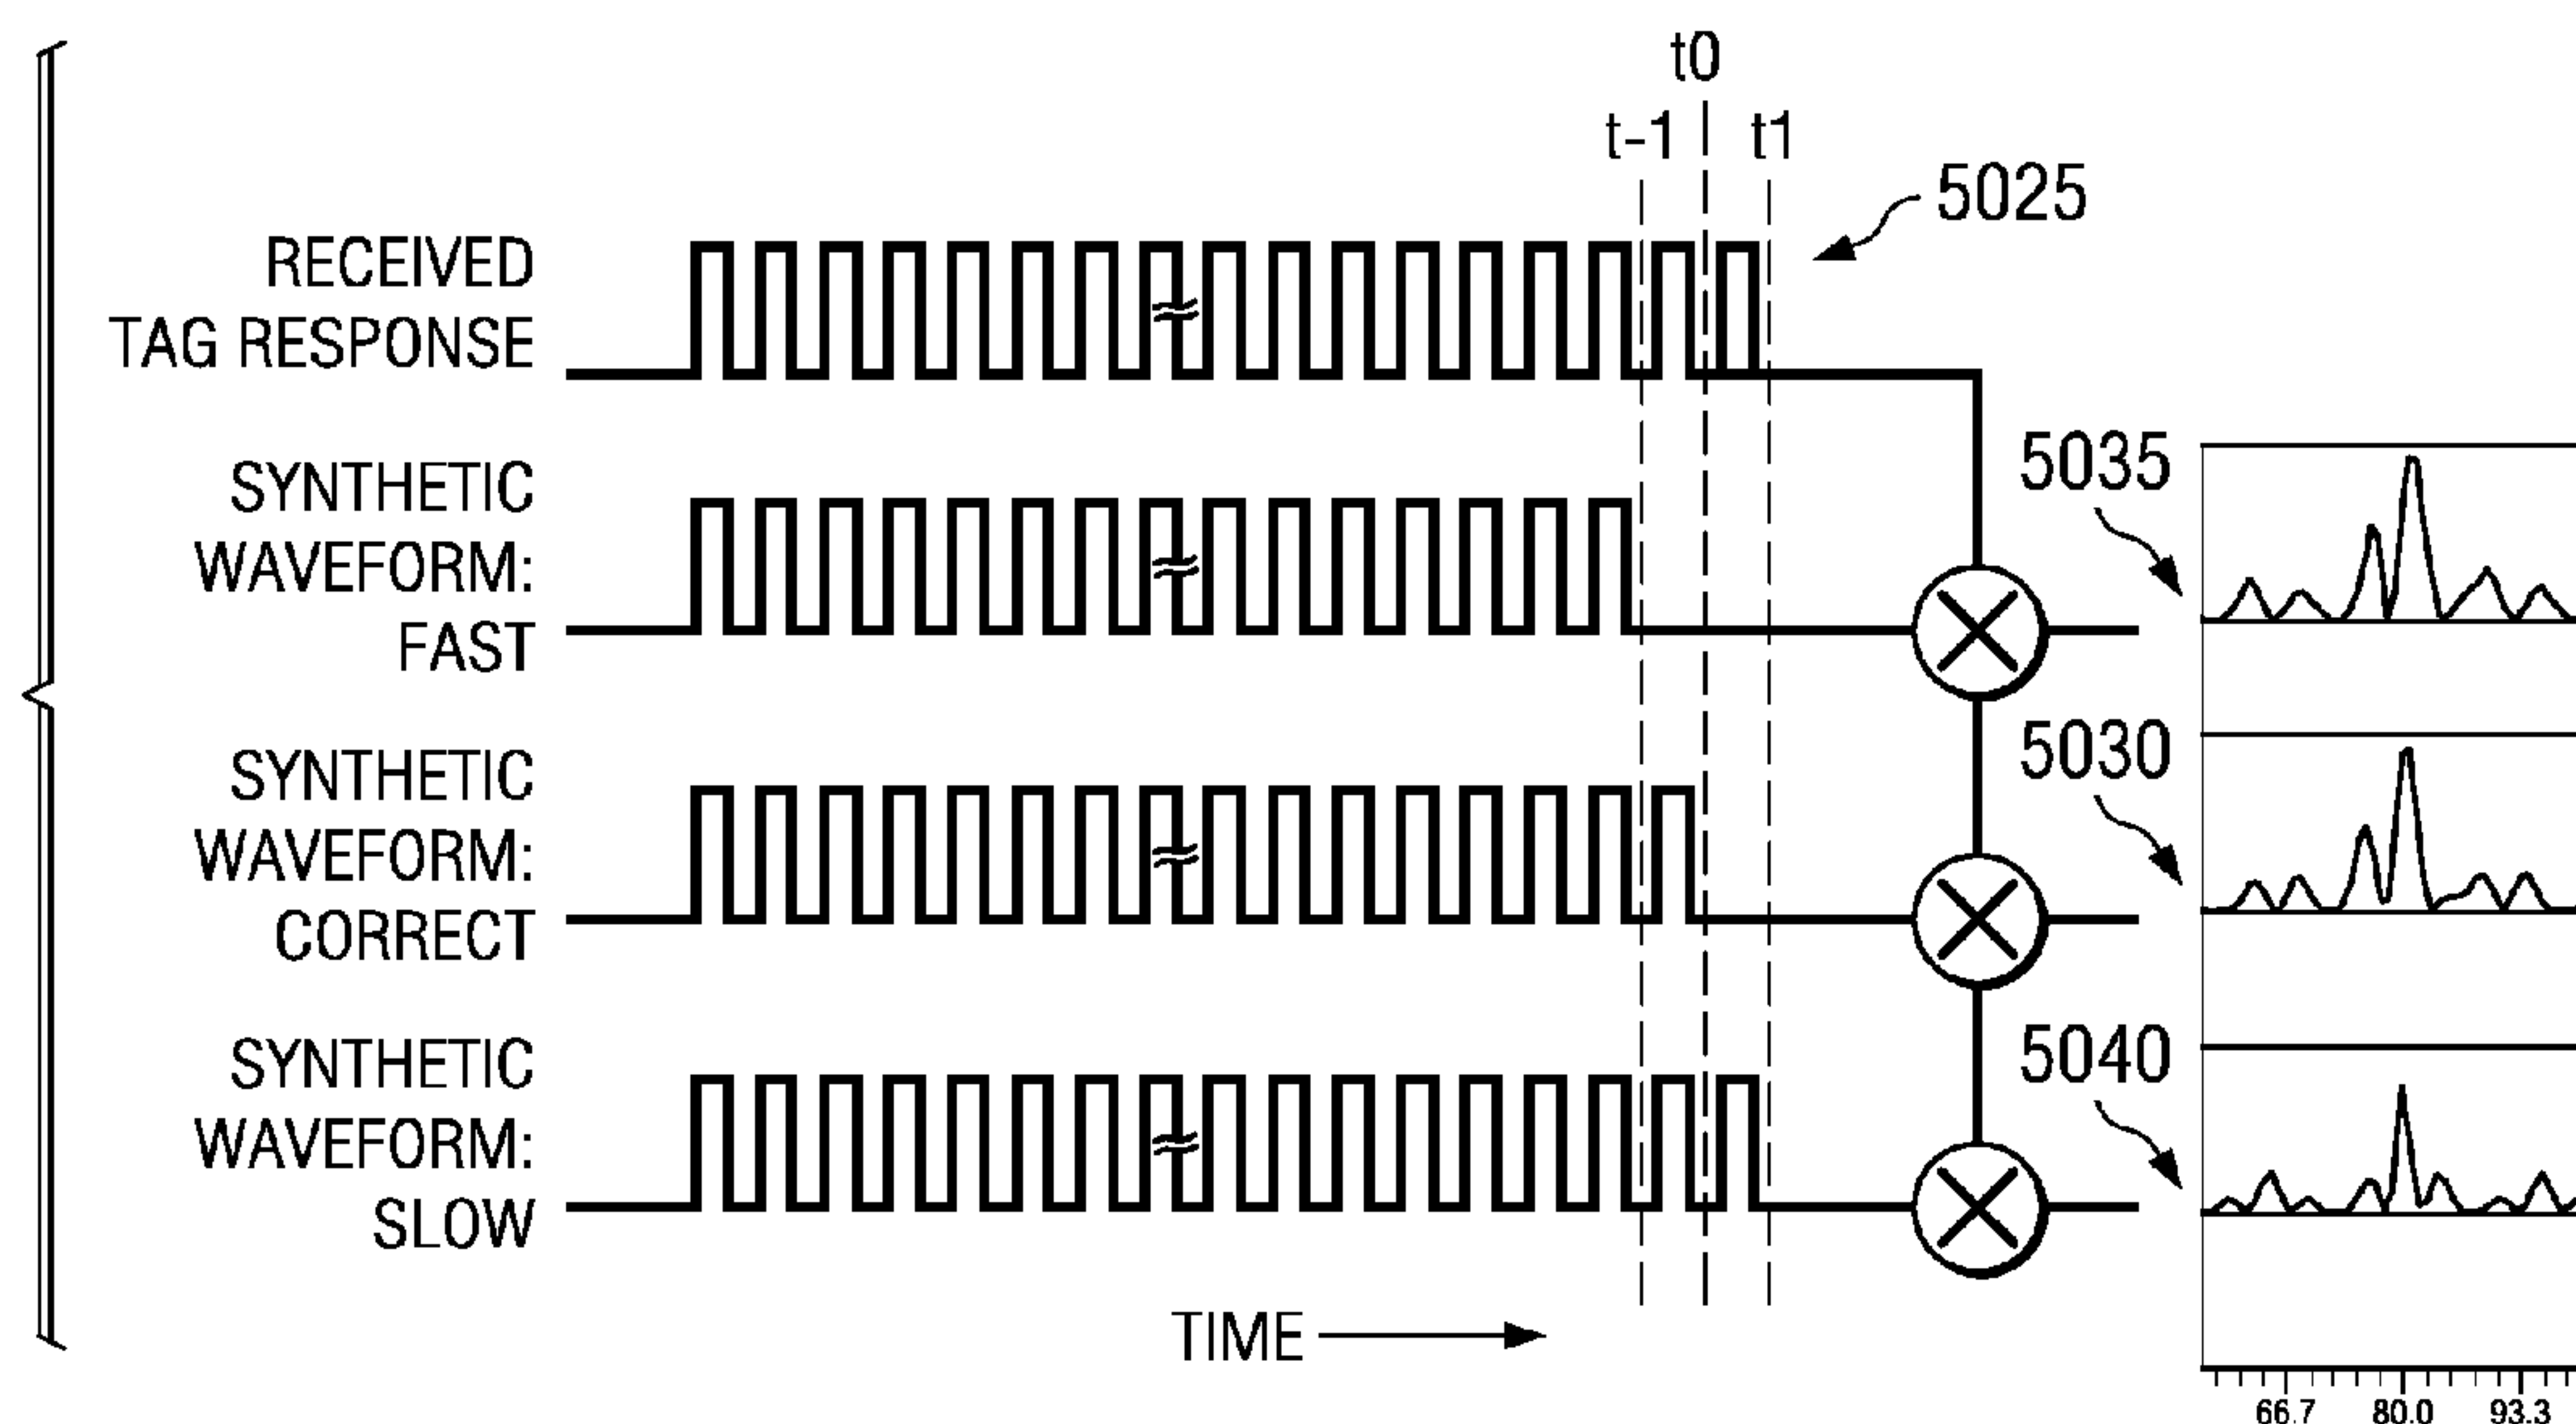 t0
t-1
t1
5025
RECEIVED
TAG RESPONSE
5035
SYNTHETIC
WAVEFORM:
FAST
5030
SYNTHETIC
WAVEFORM:
CORRECT
5040
SYNTHETIC
WAVEFORM:
SLOW
TIME
66.7
80.0
93.3